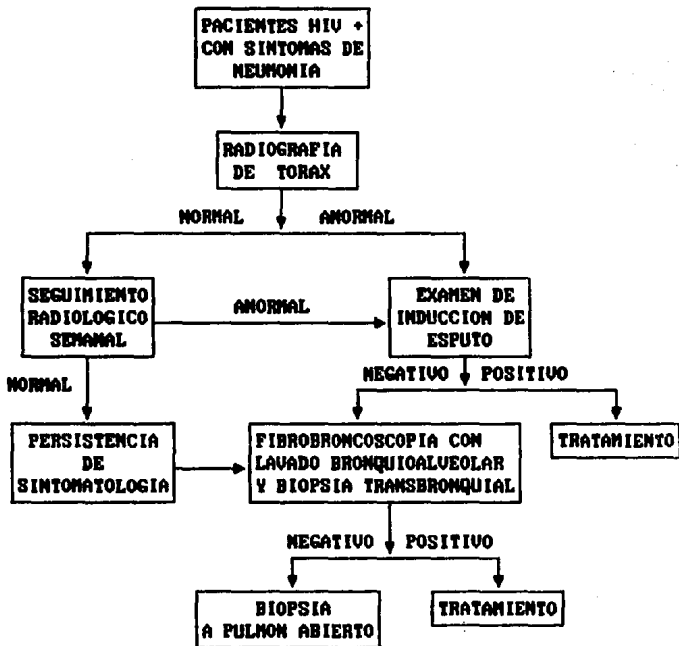 PACIENTES HIV +
CON SINTOMAS DE
NEUMONIA
RADIOGRAFIA
DE TORAX
NORMAL
ANORMAL
SEGUIMIENTO
RADIOLOGICO
SEMANAL
ANORMAL
EXAMEN DE
INDUCCION DE
ESPUTO
NORMAL
NEGATIVO
POSITIVO
PERSISTENCIA
DE
SINTOMATOLOGIA
FIBROBRONCOSCOPIA CON
LAVADO BRONQUIOALVEOLAR
Y BIOPSIA TRANSBRONQUIAL
TRATAMIENTO
NEGATIVO
POSITIVO
BIOPSIA
A PULMON ABIERTO
TRATAMIENTO